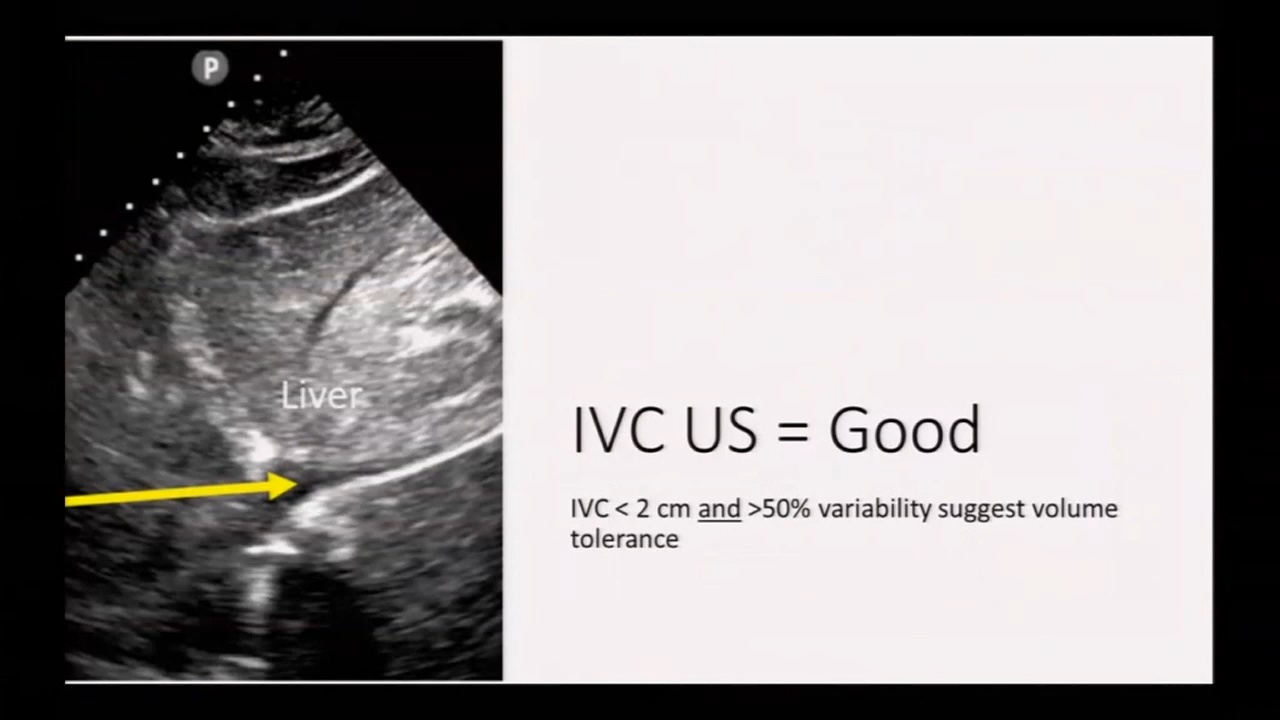 P
Liver
IVC US = Good
IVC < 2 cm and >50% variability suggest volume
tolerance